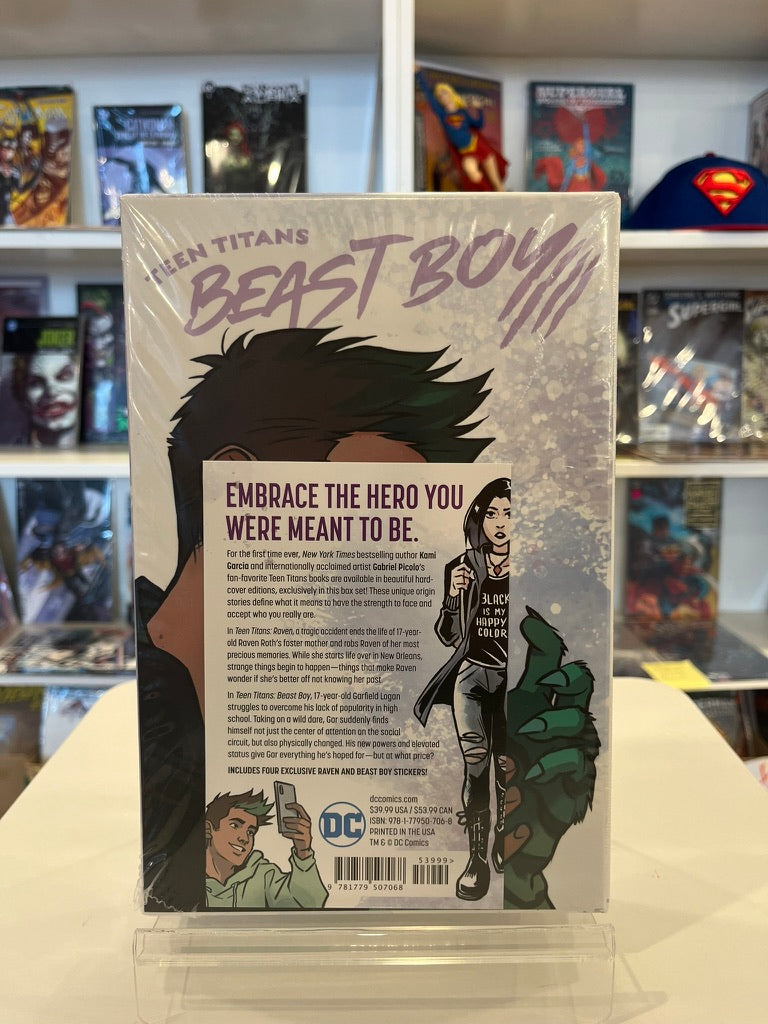 SUPERGIRL
SUPERGIRL
JOKER
TEEN TITANS
BEAST BOY
EMBRACE THE HERO YOU
WERE MEANT TO BE.
For the first time ever, New York Times bestselling author Kami
Garcia and internationally acclaimed artist Gabriel Picolo's
fan-favorite Teen Titans books are available in beautiful hard-
cover editions, exclusively in this box set! These unique origin
stories define what it means to have the strength to face and
accept who you really are.
In Teen Titans: Raven, a tragic accident ends the life of 17-year-
old Raven Roth's foster mother and robs Raven of her most
precious memories. While she starts life over in New Orleans,
strange things begin to happen—things that make Raven
wonder if she's better off not knowing her past.
In Teen Titans: Beast Boy, 17-year-old Garfield Logan
struggles to overcome his lack of popularity in high
school. Taking on a wild dare, Gar suddenly finds
himself not just the center of attention on the social
circuit, but also physically changed. His new powers and elevated
status give Gar everything he's hoped for—but at what price?
INCLUDES FOUR EXCLUSIVE RAVEN AND BEAST BOY STICKERS!
BLACK
IS MY
HAPPY
COLOR
DC
dccomics.com
$39.99 USA / $53.99 CAN
ISBN: 978-1-77950-706-8
PRINTED IN THE USA
TM & © DC Comics
53999>
9 781779 507068